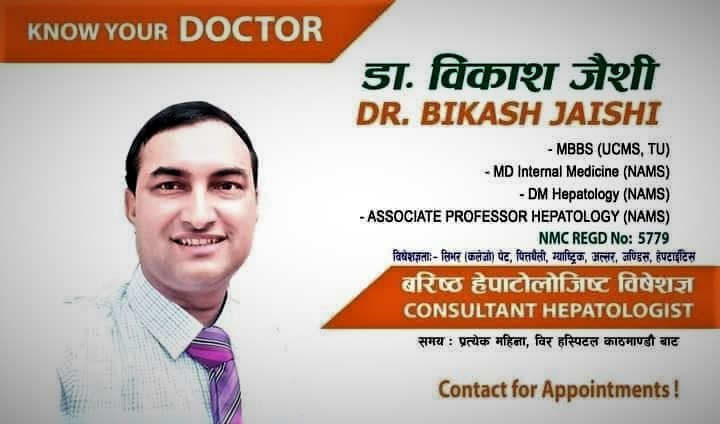 KNOW YOUR DOCTOR
डा. विकाश जैशी
DR. BIKASH JAISHI
- MBBS (UCMS, TU)
- MD Internal Medicine (NAMS)
- DM Hepatology (NAMS)
- ASSOCIATE PROFESSOR HEPATOLOGY (NAMS)
NMC REGD No: 5779
विषेशज्ञताः- लिभर (कलेजो) पेट, पित्तथैली, ग्याष्ट्रिक, अल्सर, जण्डिस, हेपटाईटिस
बरिष्ठ हेपाटोलोजिष्ट विषेशज्ञ
CONSULTANT HEPATOLOGIST
समय : प्रत्येक महिना, विर हस्पिटल काठमाण्डौ बाट
Contact for Appointments !